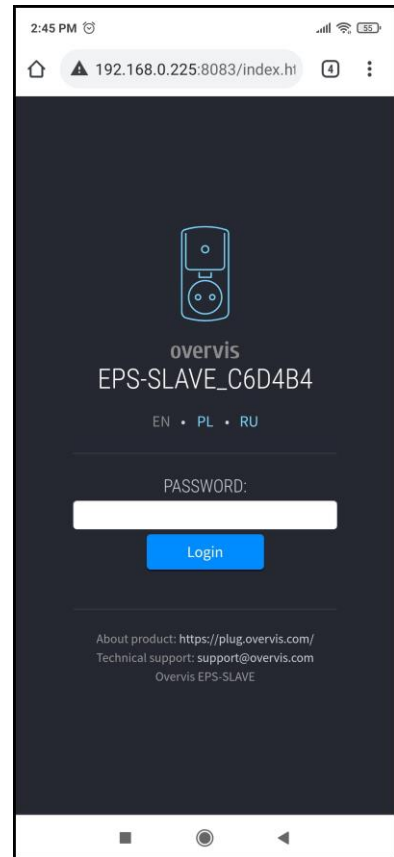 2:45 PM 55
192.168.0.225:8083/index.ht 4
overvis
EPS-SLAVE_C6D4B4
EN • PL • RU
PASSWORD:
Login
About product: https://plug.overvis.com/
Technical support: support@overvis.com
Overvis EPS-SLAVE